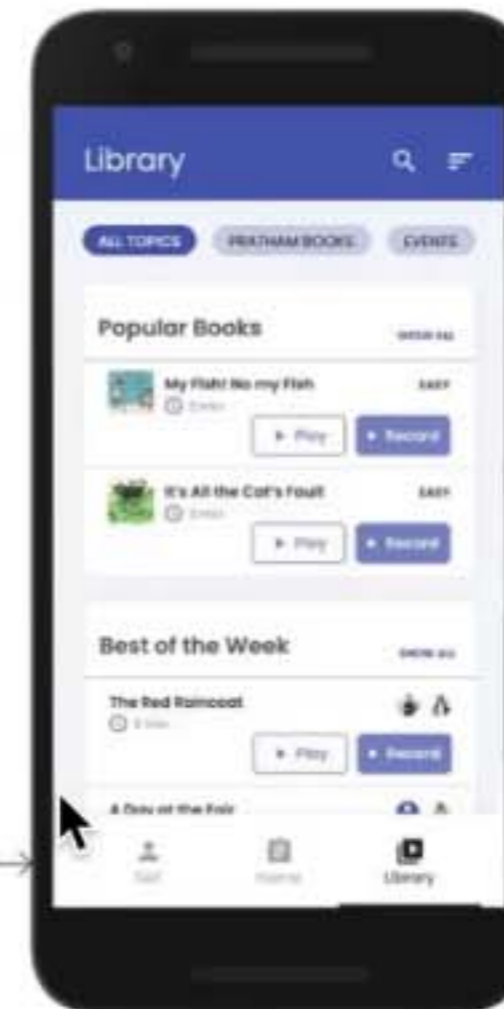 Library
ALL TOPICS PRATHAM BOOKS EVENTS
Popular Books SHOW ALL
My Fish! No my Fish EASY
▶ Play Record
It's All the Cat's Fault EASY
▶ Play Record
Best of the Week SHOW ALL
The Red Raincoat
▶ Play Record
A Day at the Fair
Library